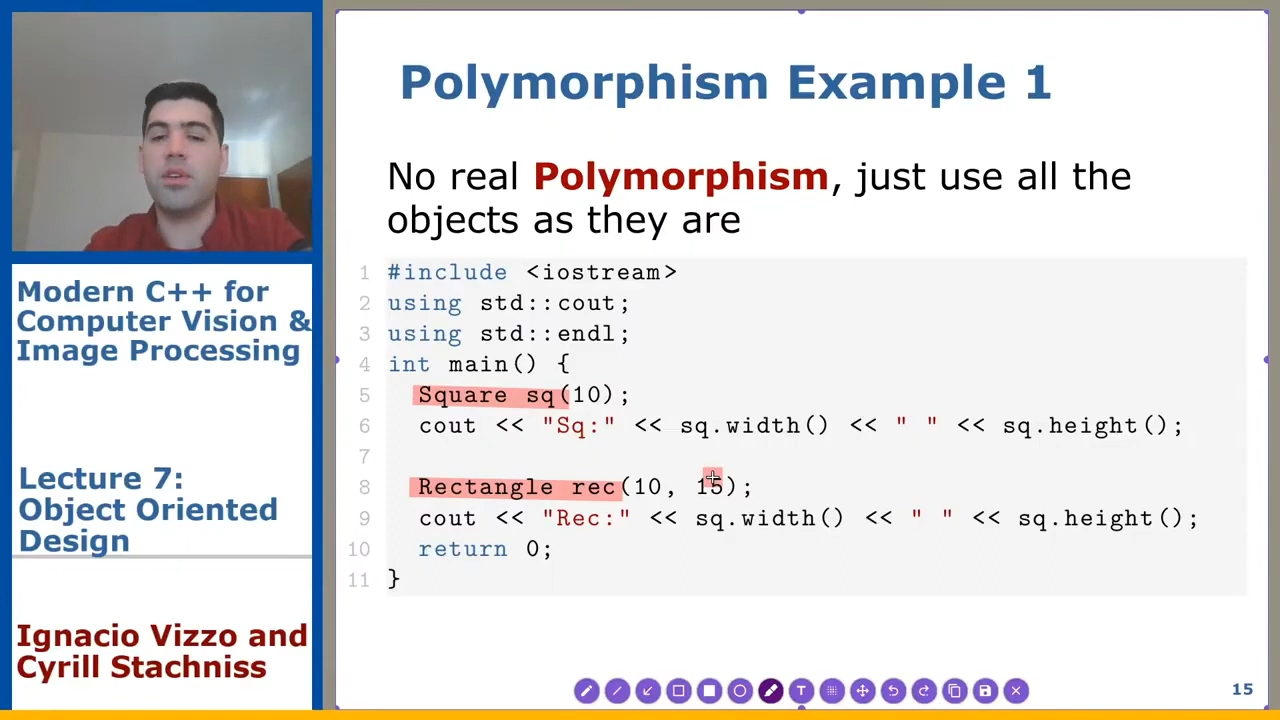 Polymorphism Example 1
No real Polymorphism, just use all the
objects as they are
1 #include <iostream>
2 using std::cout;
3 using std::endl;
4 int main() {
5 Square sq(10);
6 cout << "Sq:" << sq.width() << " " << sq.height();
7
8 Rectangle rec(10, 15);
9 cout << "Rec:" << sq.width() << " " << sq.height();
10 return 0;
11 }
Modern C++ for
Computer Vision &
Image Processing
Lecture 7:
Object Oriented
Design
Ignacio Vizzo and
Cyrill Stachniss
T
15